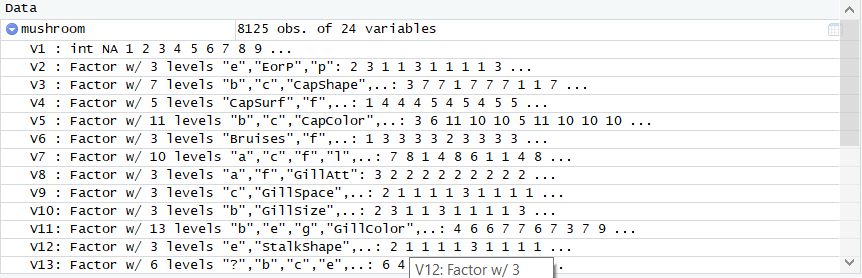 Data
mushroom 8125 obs. of 24 variables
V1 : int NA 1 2 3 4 5 6 7 8 9 ...
V2 : Factor w/ 3 levels "e","EorP","p": 2 3 1 1 3 1 1 1 1 3 ...
V3 : Factor w/ 7 levels "b","c","CapShape",..: 3 7 7 1 7 7 7 1 1 7 ...
V4 : Factor w/ 5 levels "CapSurf","f",..: 1 4 4 4 5 4 5 4 5 5 ...
V5 : Factor w/ 11 levels "b","c","CapColor",..: 3 6 11 10 10 5 11 10 10 10 ...
V6 : Factor w/ 3 levels "Bruises","f",..: 1 3 3 3 3 2 3 3 3 3 ...
V7 : Factor w/ 10 levels "a","c","f","l",..: 7 8 1 4 8 6 1 1 4 8 ...
V8 : Factor w/ 3 levels "a","f","GillAtt": 3 2 2 2 2 2 2 2 2 2 ...
V9 : Factor w/ 3 levels "c","GillSpace",..: 2 1 1 1 1 3 1 1 1 1 ...
V10: Factor w/ 3 levels "b","GillSize",..: 2 3 1 1 3 1 1 1 1 3 ...
V11: Factor w/ 13 levels "b","e","g","GillColor",..: 4 6 6 7 7 6 7 3 7 9 ...
V12: Factor w/ 3 levels "e","StalkShape",..: 2 1 1 1 1 3 1 1 1 1 ...
V13: Factor w/ 6 levels "?","b","c","e",..: 6 4 ...
V12: Factor w/ 3